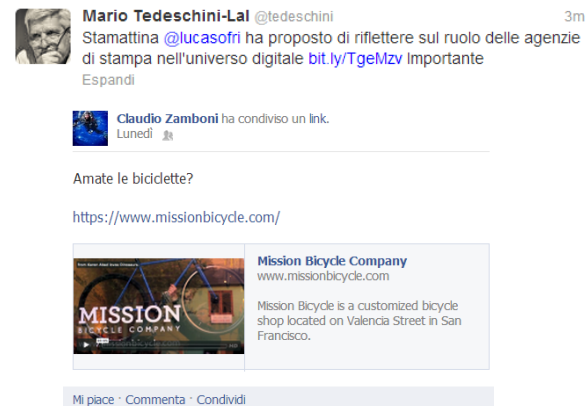 Mario Tedeschini-Lal @tedeschini 3m
Stamattina @lucasofri ha proposto di riflettere sul ruolo delle agenzie
di stampa nell'universo digitale bit.ly/TgeMzv Importante
Espandi
Claudio Zamboni ha condiviso un link.
Lunedì
Amate le biciclette?
https://www.missionbicycle.com/
Mission Bicycle Company
www.missionbicycle.com
MISSION
BICYCLE COMPANY
Mission Bicycle is a customized bicycle
shop located on Valencia Street in San
Francisco.
Mi piace · Commenta · Condividi